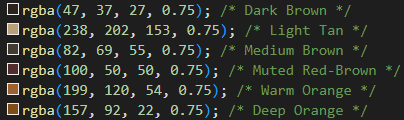 rgba(47, 37, 27, 0.75); /* Dark Brown */
rgba(238, 202, 153, 0.75); /* Light Tan */
rgba(82, 69, 55, 0.75); /* Medium Brown */
rgba(100, 50, 50, 0.75); /* Muted Red-Brown */
rgba(199, 120, 54, 0.75); /* Warm Orange */
rgba(157, 92, 22, 0.75); /* Deep Orange */